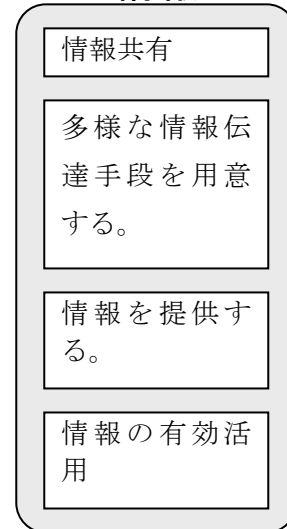 情報共有
多様な情報伝
達手段を用意
する。
情報を提供す
る。
情報の有効活
用